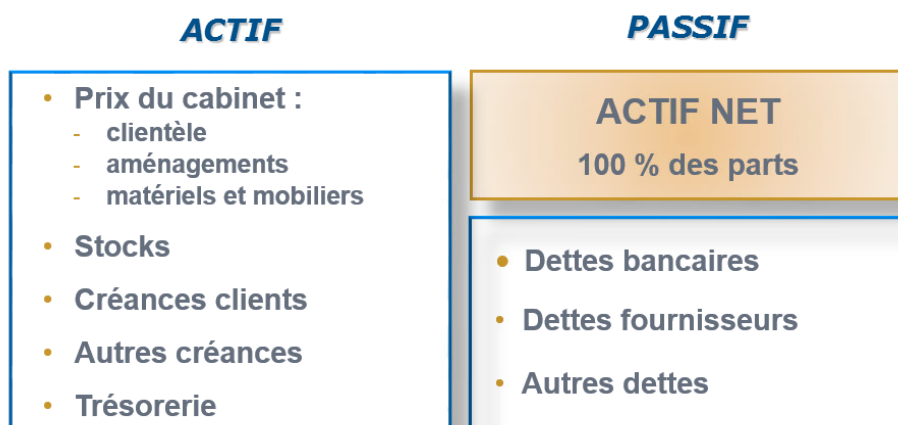 ACTIF
• Prix du cabinet :
- clientèle
- aménagements
- matériels et mobiliers
• Stocks
• Créances clients
• Autres créances
• Trésorerie
PASSIF
ACTIF NET
100 % des parts
• Dettes bancaires
• Dettes fournisseurs
• Autres dettes